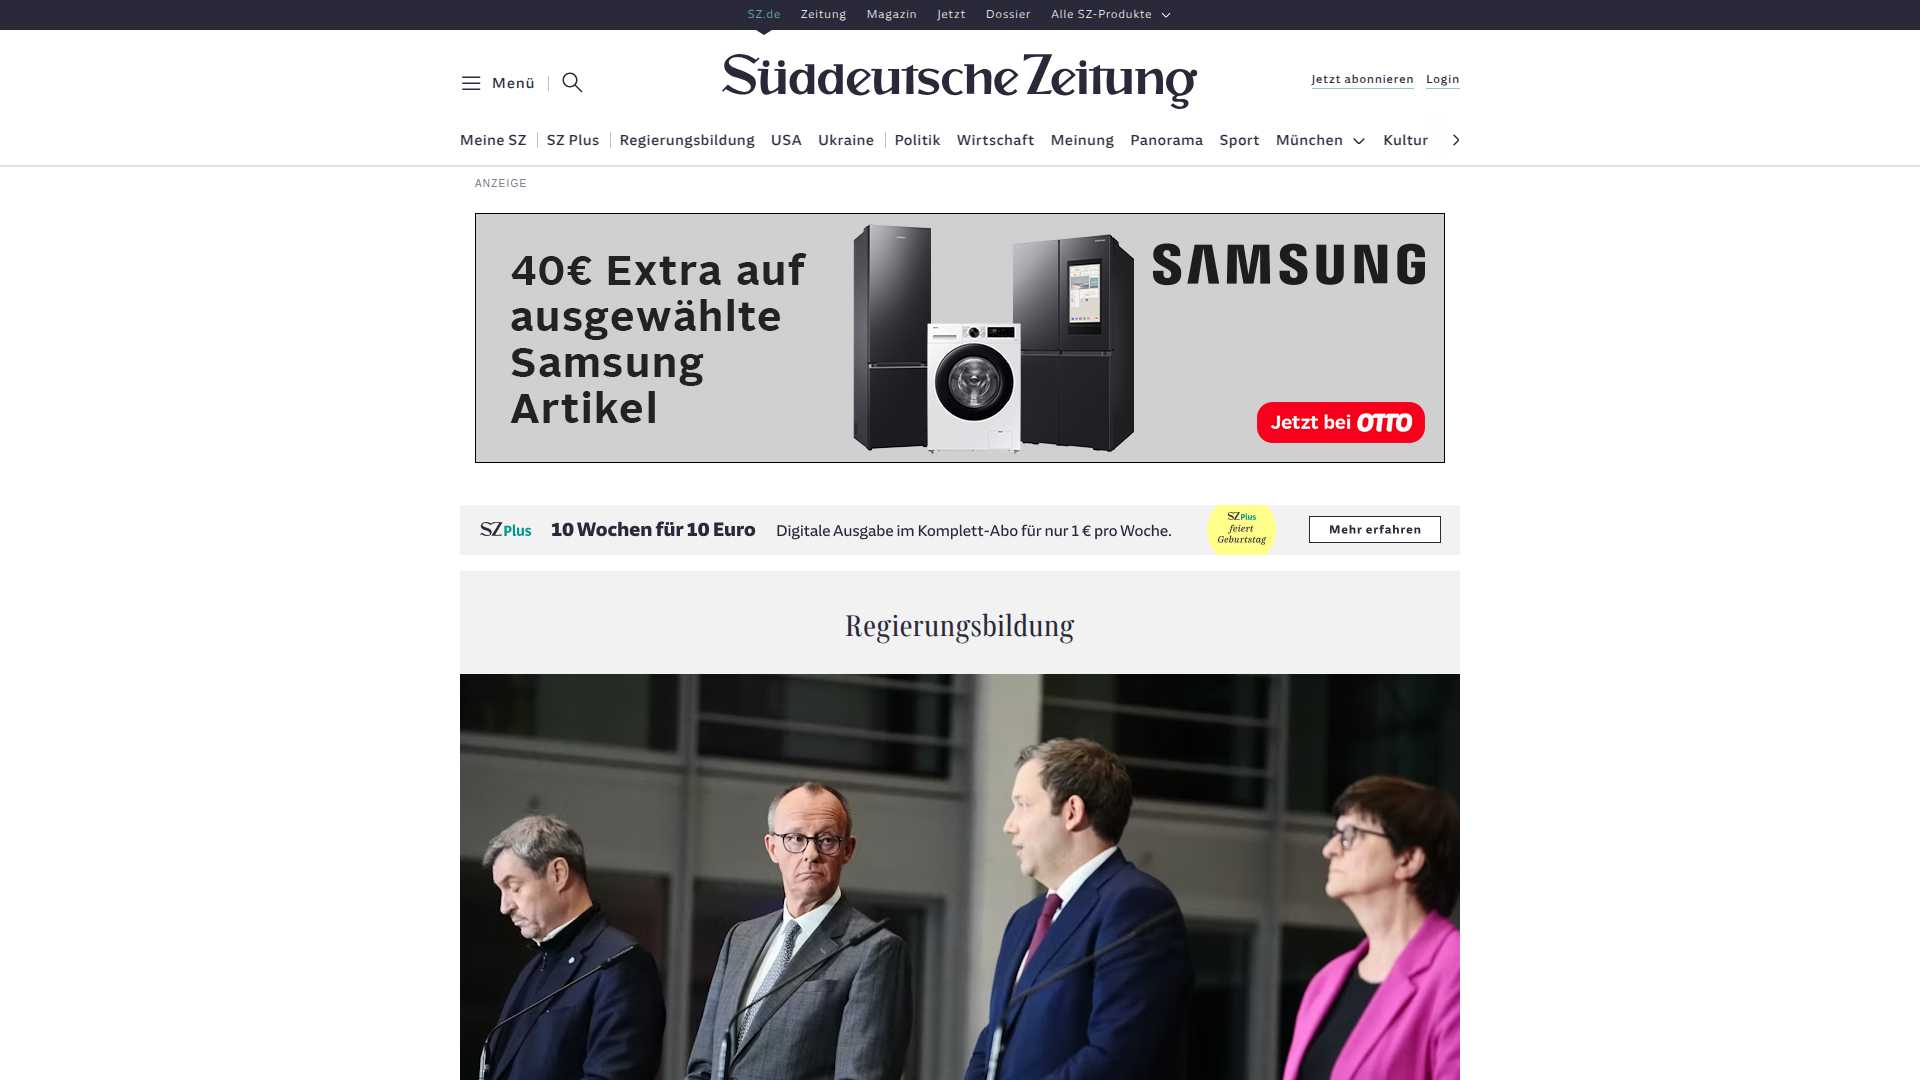 SZ.de Zeitung Magazin Jetzt Dossier Alle SZ-Produkte
Menü
Süddeutsche Zeitung
Jetzt abonnieren Login
Meine SZ SZ Plus Regierungsbildung USA Ukraine Politik Wirtschaft Meinung Panorama Sport München Kultur
ANZEIGE
40€ Extra auf
ausgewählte
Samsung
Artikel
SAMSUNG
Jetzt bei OTTO
SZ Plus 10 Wochen für 10 Euro Digitale Ausgabe im Komplett-Abo für nur 1 € pro Woche.
SZ Plus
feiert
Geburtstag
Mehr erfahren
Regierungsbildung